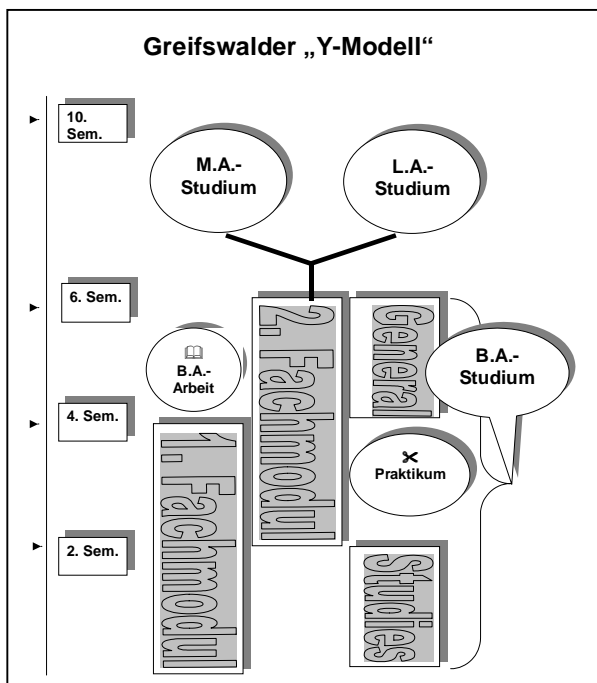 Greifswalder „Y-Modell“
10.
Sem.
M.A.-
Studium
L.A.-
Studium
6. Sem.
2. Fachmodul
General
B.A.-
Arbeit
B.A.-
Studium
4. Sem.
1. Fachmodul
Praktikum
2. Sem.
Studies